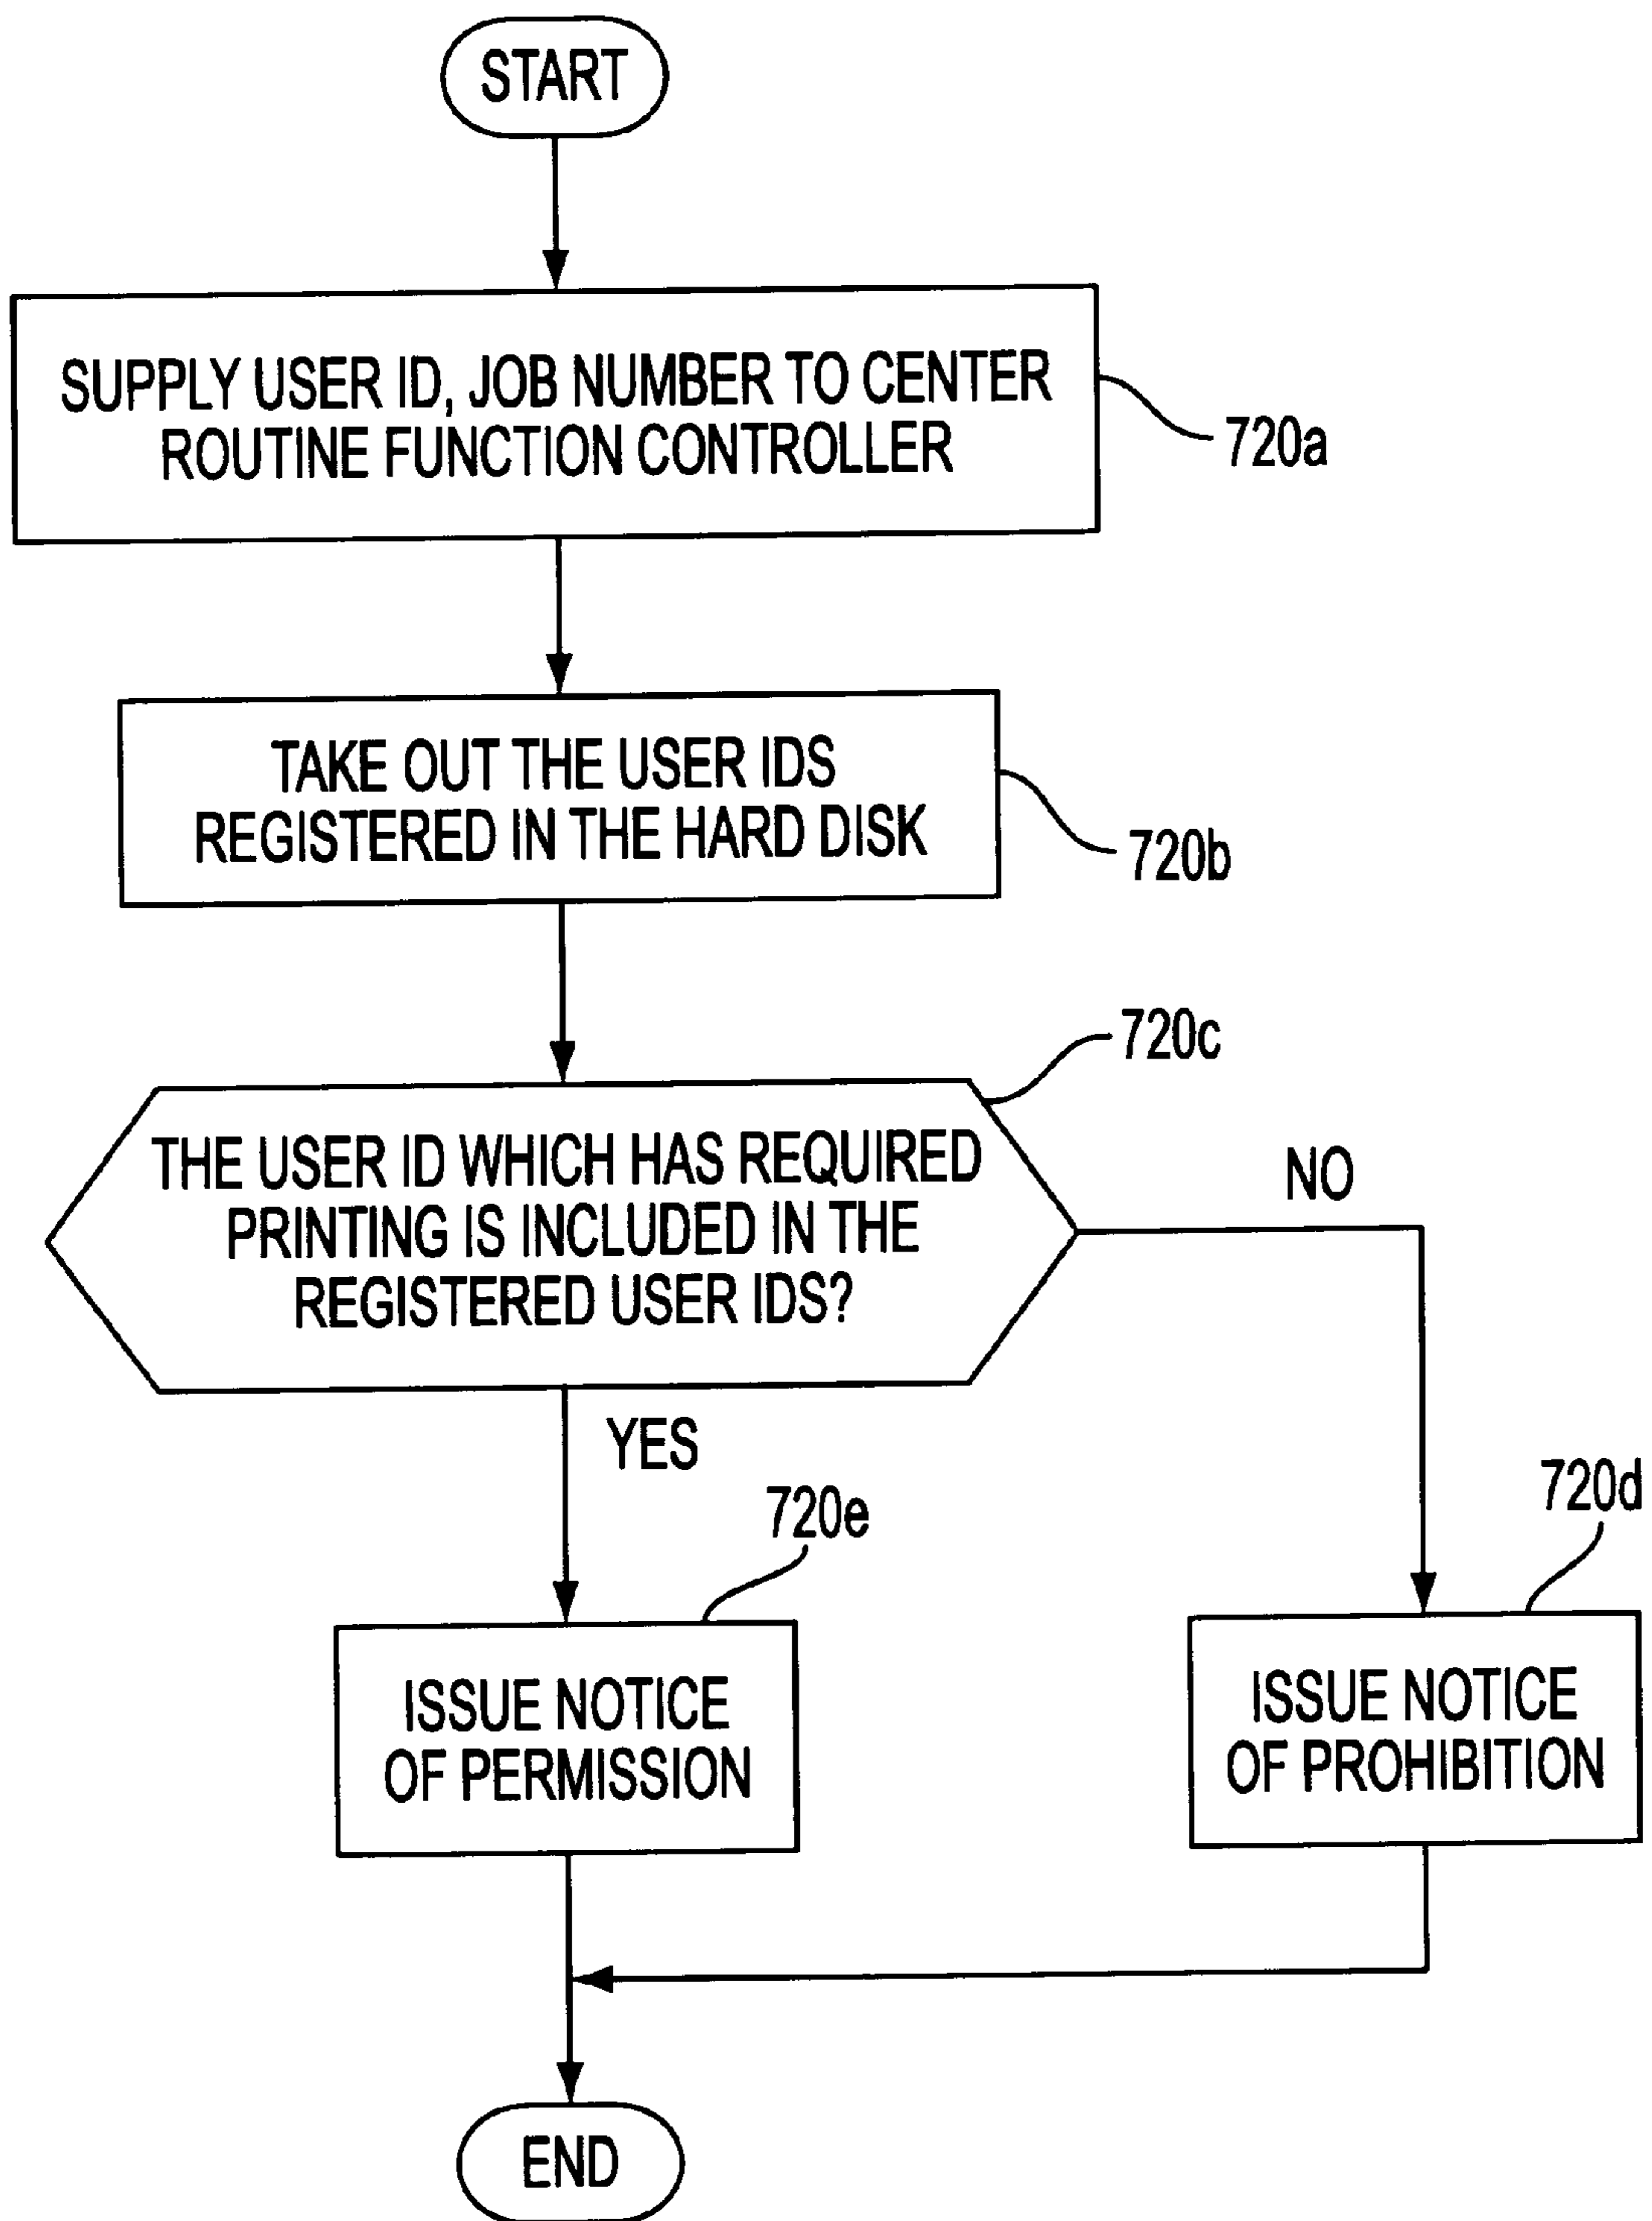 START
SUPPLY USER ID, JOB NUMBER TO CENTER
ROUTINE FUNCTION CONTROLLER
720a
TAKE OUT THE USER IDS
REGISTERED IN THE HARD DISK
720b
720c
THE USER ID WHICH HAS REQUIRED
PRINTING IS INCLUDED IN THE
REGISTERED USER IDS?
NO
YES
720e
720d
ISSUE NOTICE
OF PERMISSION
ISSUE NOTICE
OF PROHIBITION
END